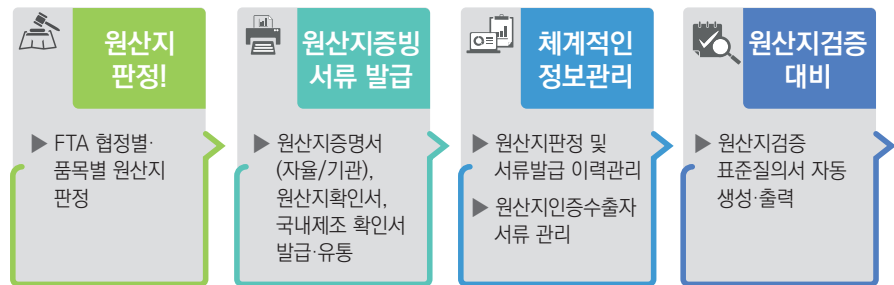 원산지
판정!
▶ FTA 협정별·
품목별 원산지
판정
원산지증빙
서류 발급
▶ 원산지증명서
(자율/기관),
원산지확인서,
국내제조 확인서
발급·유통
체계적인
정보관리
▶ 원산지판정 및
서류발급 이력관리
▶ 원산지인증수출자
서류 관리
원산지검증
대비
▶ 원산지검증
표준질의서 자동
생성·출력